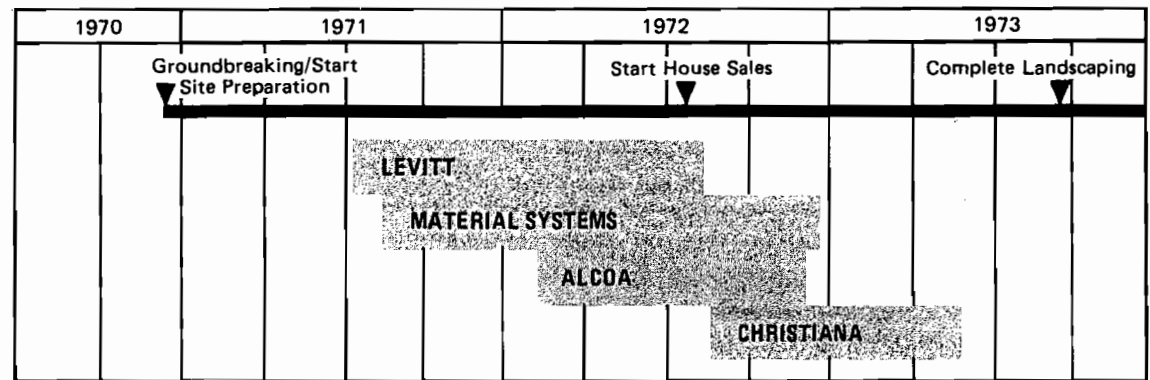 1970 1971 1972 1973
Groundbreaking/Start
Site Preparation
Start House Sales
Complete Landscaping
LEVITT
MATERIAL SYSTEMS
ALCOA
CHRISTIANA